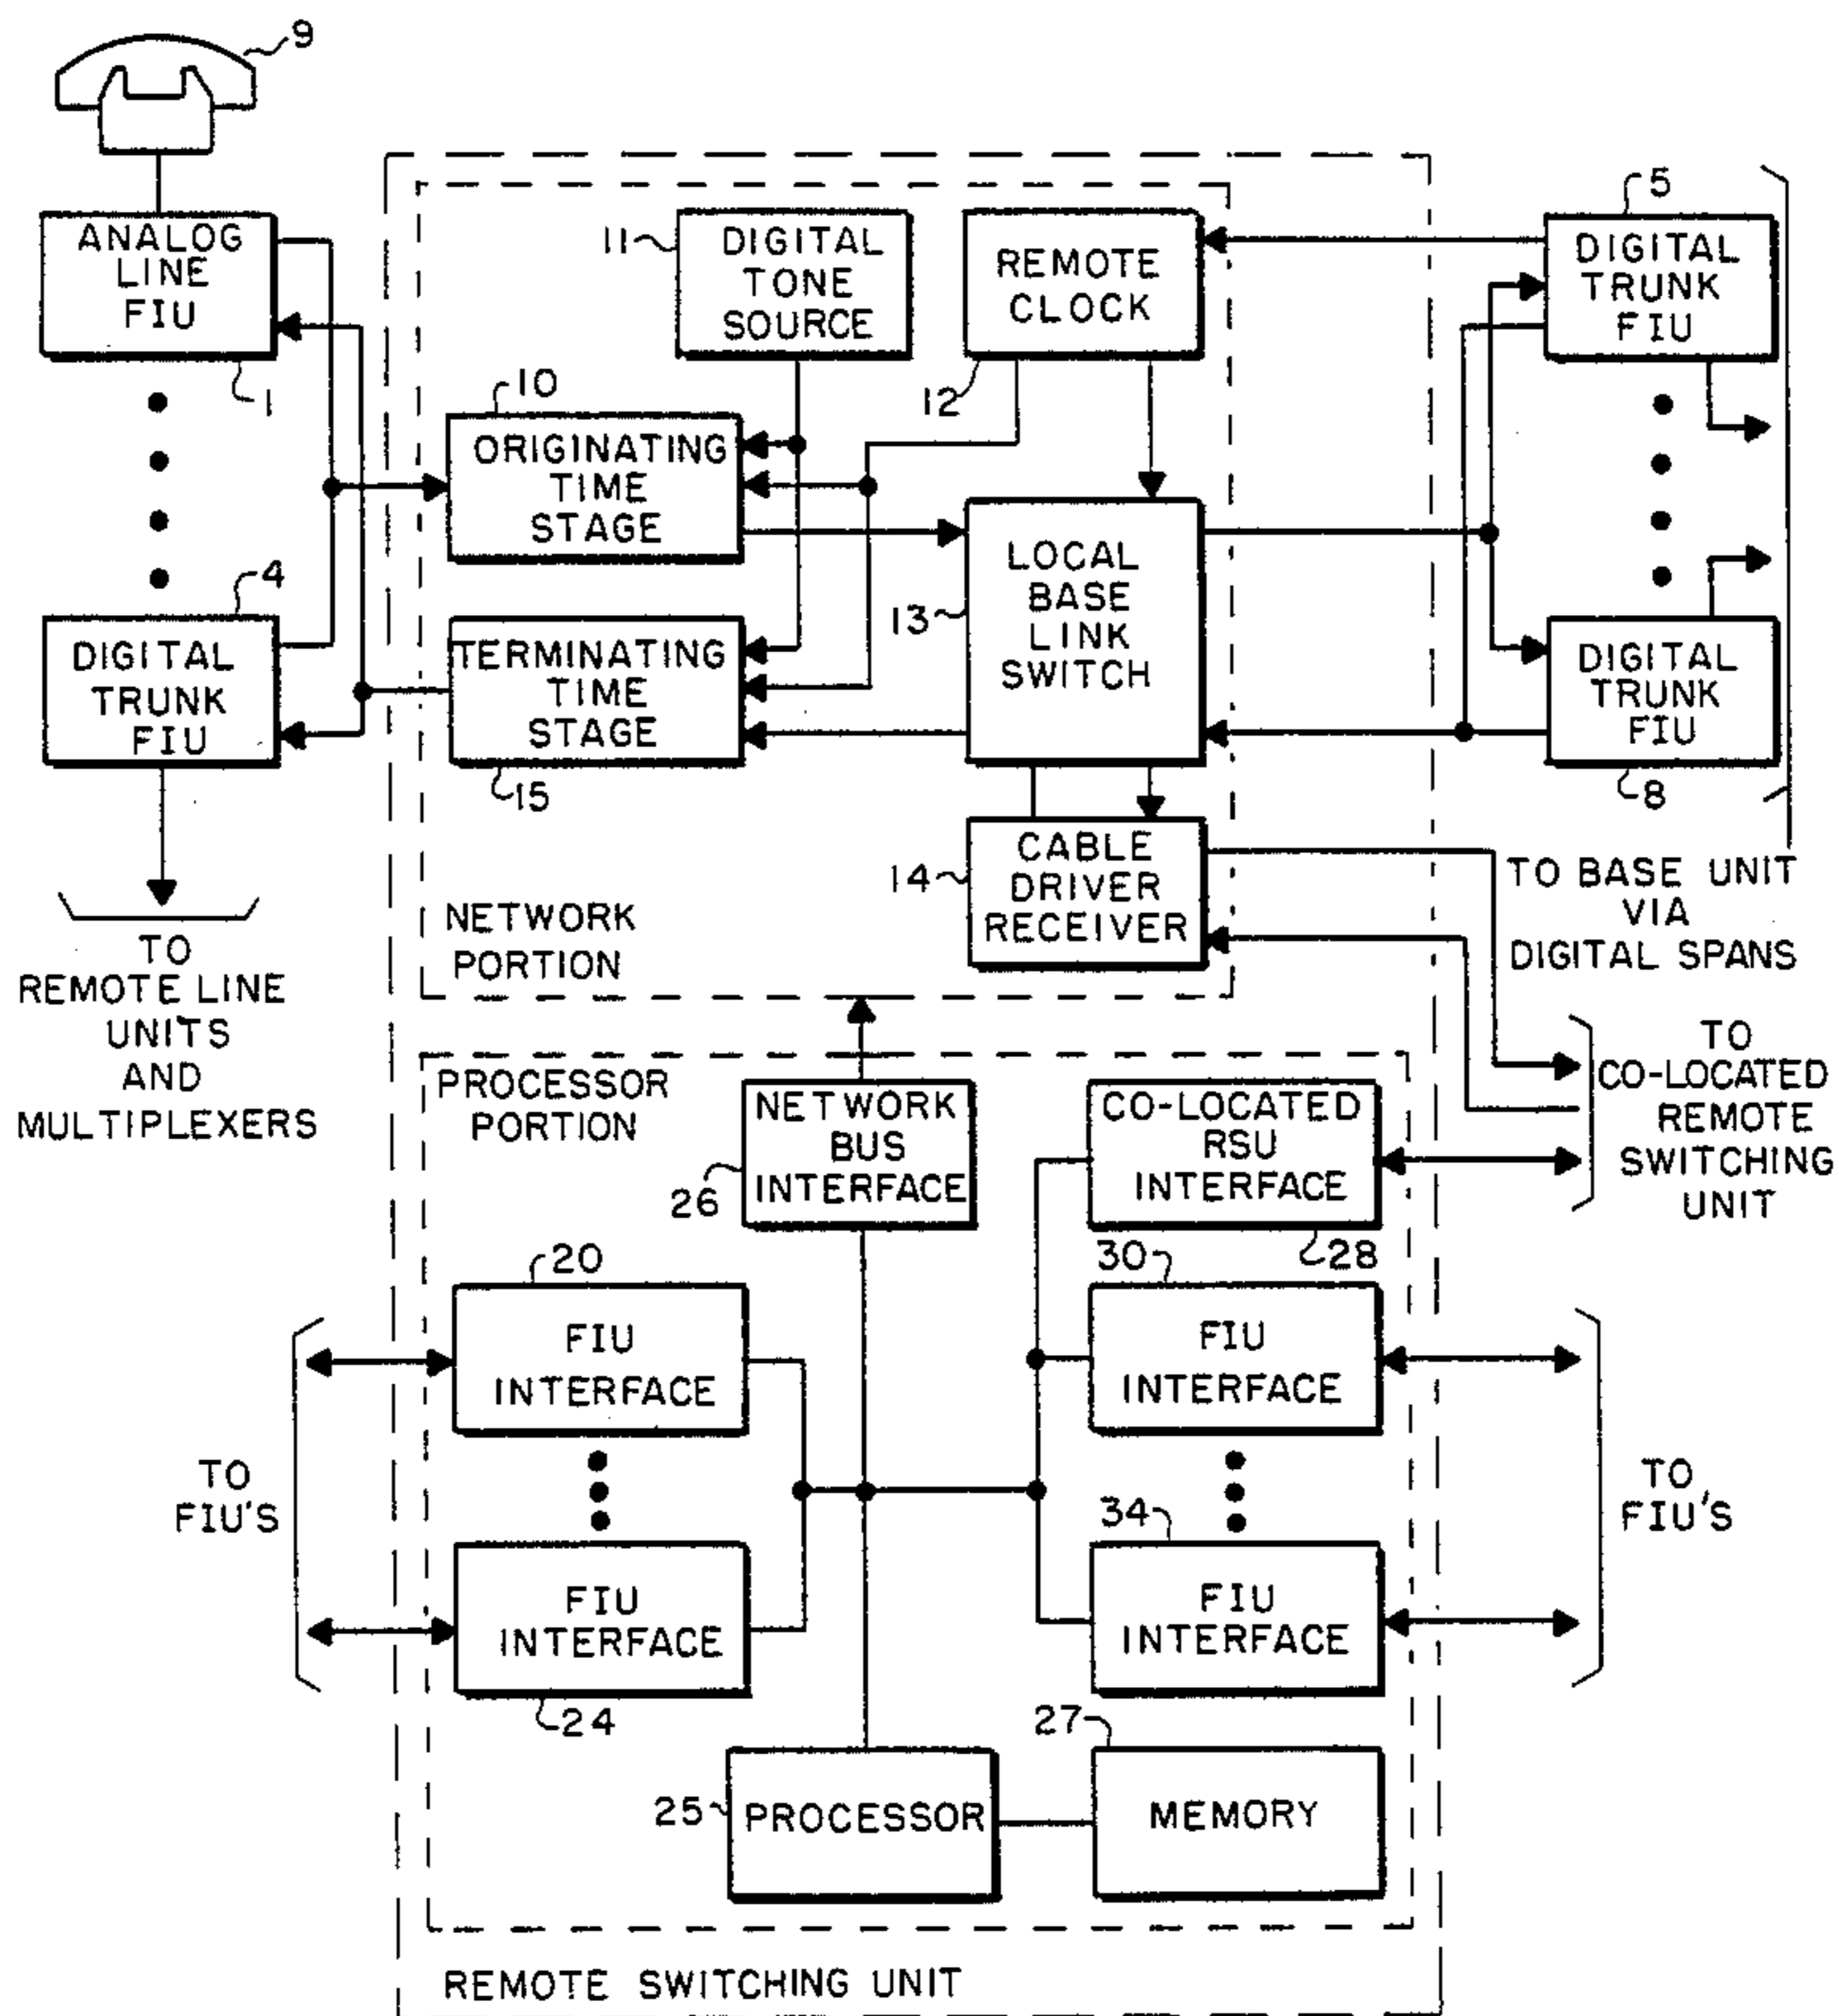 9
ANALOG
LINE
FIU
1
11
DIGITAL
TONE
SOURCE
REMOTE
CLOCK
12
5
DIGITAL
TRUNK
FIU
10
ORIGINATING
TIME
STAGE
4
DIGITAL
TRUNK
FIU
TERMINATING
TIME
STAGE
15
13
LOCAL
BASE
LINK
SWITCH
DIGITAL
TRUNK
FIU
8
14
CABLE
DRIVER
RECEIVER
TO BASE UNIT
VIA
DIGITAL SPANS
NETWORK
PORTION
TO
REMOTE LINE
UNITS
AND
MULTIPLEXERS
TO
CO-LOCATED
REMOTE
SWITCHING
UNIT
PROCESSOR
PORTION
NETWORK
BUS
INTERFACE
26
CO-LOCATED
RSU
INTERFACE
28
20
FIU
INTERFACE
30
FIU
INTERFACE
TO
FIU'S
TO
FIU'S
FIU
INTERFACE
24
34
FIU
INTERFACE
25
PROCESSOR
27
MEMORY
REMOTE SWITCHING UNIT